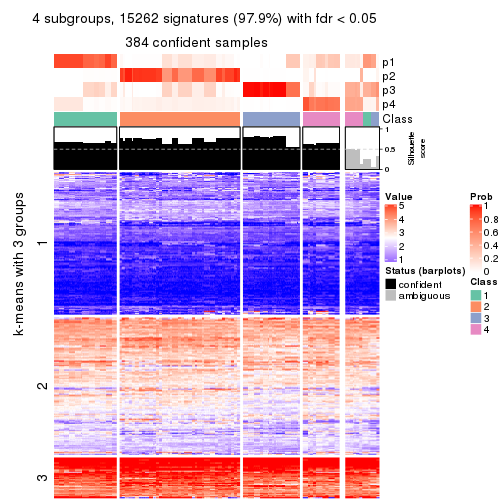 4 subgroups, 15262 signatures (97.9%) with fdr < 0.05
384 confident samples
p1
p2
p3
p4
Class
1
0.5
0
Silhouette
score
k-means with 3 groups
1
2
3
Value
5
4
3
2
1
Status (barplots)
confident
ambiguous
Prob
1
0.8
0.6
0.4
0.2
0
Class
1
2
3
4